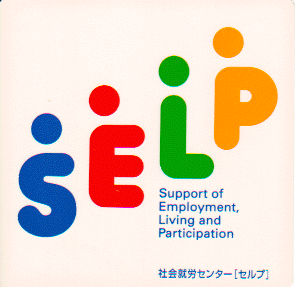 SELP
Support of
Employment,
Living and
Participation
社会就労センター[セルプ]